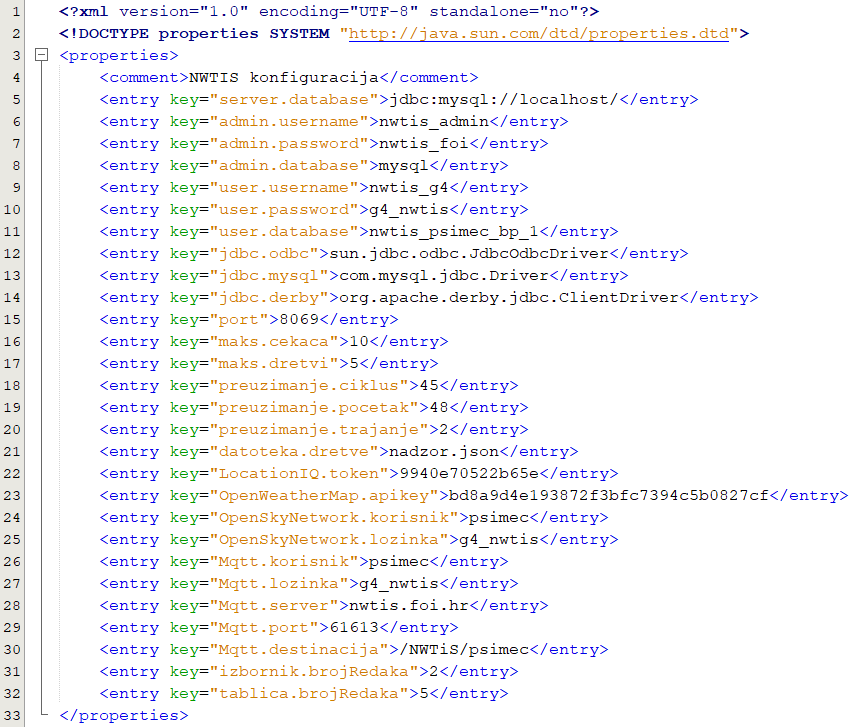 1 <?xml version="1.0" encoding="UTF-8" standalone="no"?>
2 <!DOCTYPE properties SYSTEM "http://java.sun.com/dtd/properties.dtd">
3 <properties>
4 <comment>NWTIS konfiguracija</comment>
5 <entry key="server.database">jdbc:mysql://localhost/</entry>
6 <entry key="admin.username">nwtis_admin</entry>
7 <entry key="admin.password">nwtis_foi</entry>
8 <entry key="admin.database">mysql</entry>
9 <entry key="user.username">nwtis_g4</entry>
10 <entry key="user.password">g4_nwtis</entry>
11 <entry key="user.database">nwtis_psimec_bp_1</entry>
12 <entry key="jdbc.odbc">sun.jdbc.odbc.JdbcOdbcDriver</entry>
13 <entry key="jdbc.mysql">com.mysql.jdbc.Driver</entry>
14 <entry key="jdbc.derby">org.apache.derby.jdbc.ClientDriver</entry>
15 <entry key="port">8069</entry>
16 <entry key="maks.cekaca">10</entry>
17 <entry key="maks.dretvi">5</entry>
18 <entry key="preuzimanje.ciklus">45</entry>
19 <entry key="preuzimanje.pocetak">48</entry>
20 <entry key="preuzimanje.trajanje">2</entry>
21 <entry key="datoteka.dretve">nadzor.json</entry>
22 <entry key="LocationIQ.token">9940e70522b65e</entry>
23 <entry key="OpenWeatherMap.apikey">bd8a9d4e193872f3bfc7394c5b0827cf</entry>
24 <entry key="OpenSkyNetwork.korisnik">psimec</entry>
25 <entry key="OpenSkyNetwork.lozinka">g4_nwtis</entry>
26 <entry key="Mqtt.korisnik">psimec</entry>
27 <entry key="Mqtt.lozinka">g4_nwtis</entry>
28 <entry key="Mqtt.server">nwtis.foi.hr</entry>
29 <entry key="Mqtt.port">61613</entry>
30 <entry key="Mqtt.destinacija">/NWTiS/psimec</entry>
31 <entry key="izbornik.brojRedaka">2</entry>
32 <entry key="tablica.brojRedaka">5</entry>
33 </properties>